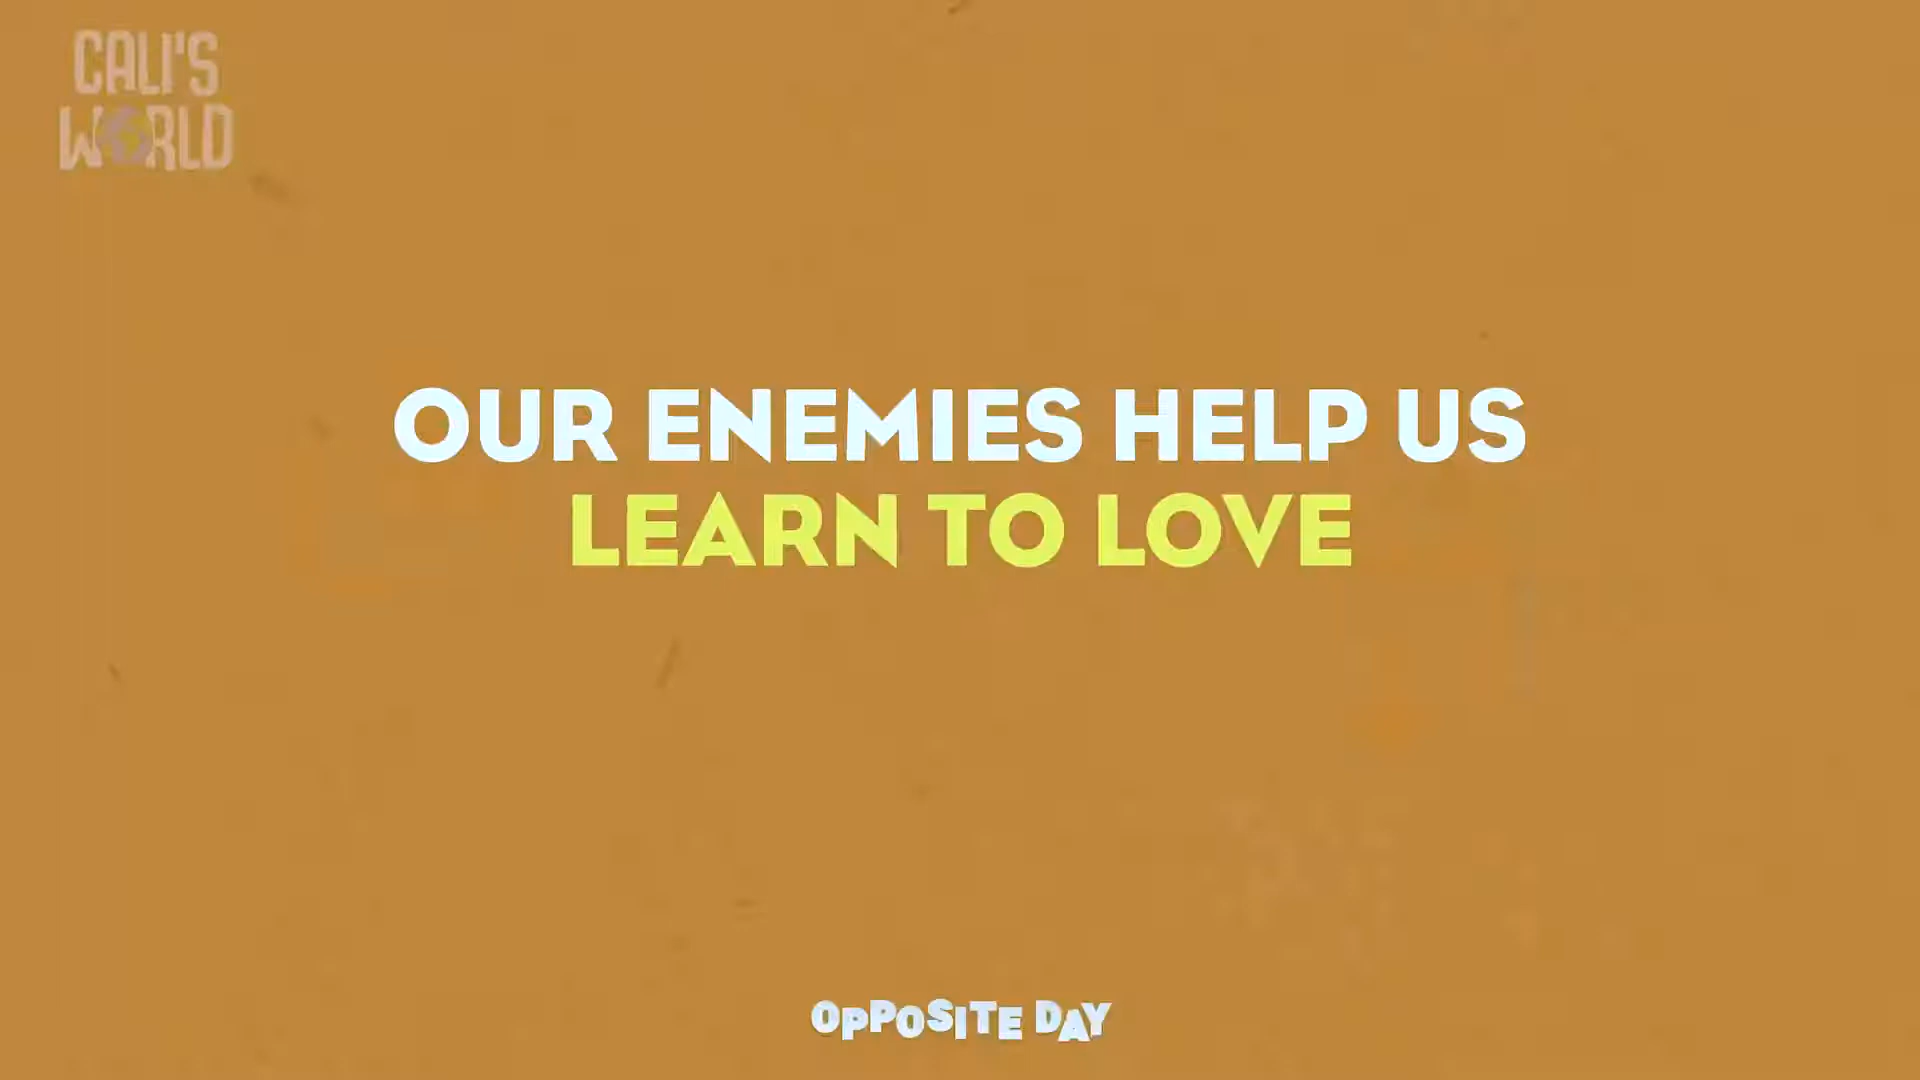 CALI'S
WORLD
OUR ENEMIES HELP US
LEARN TO LOVE
OPPOSITE DAY